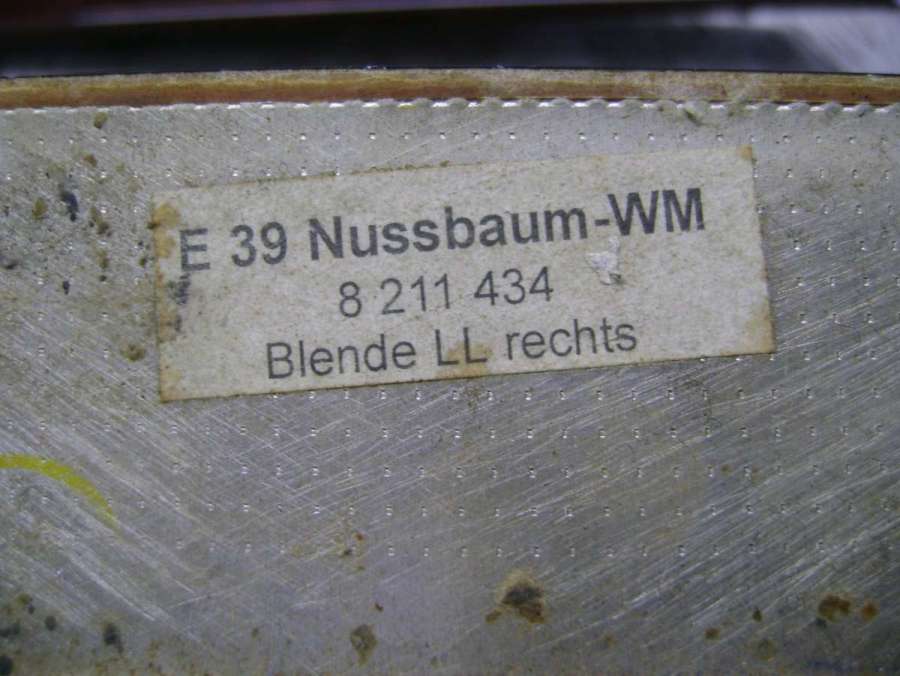 E 39 Nussbaum-WM
8 211 434
Blende LL rechts